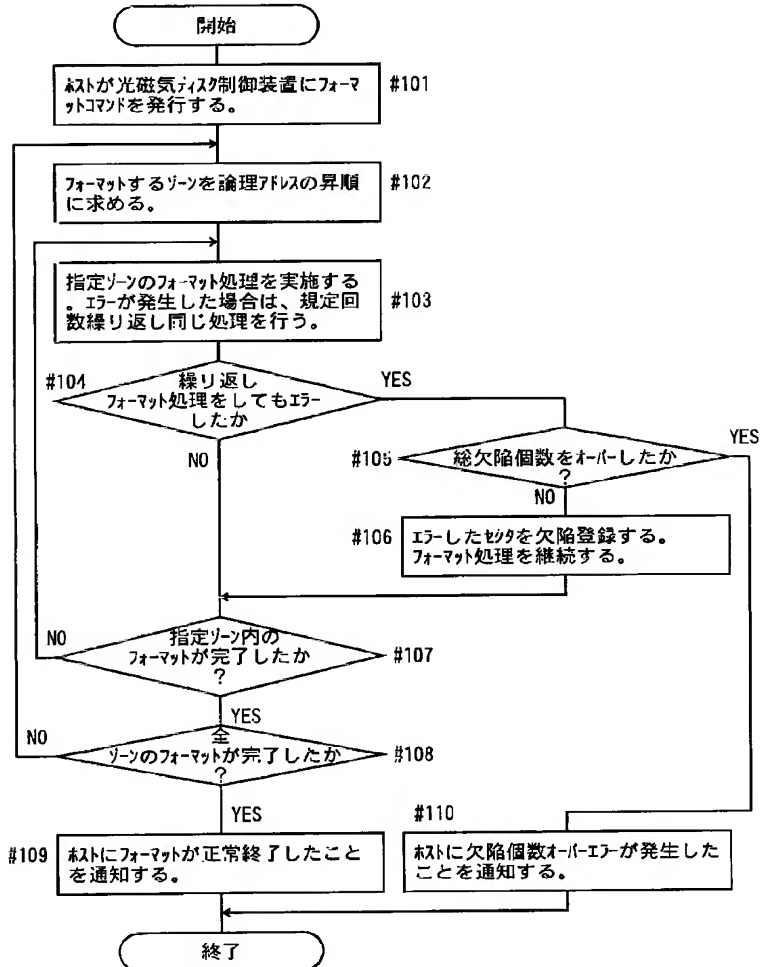 開始
ホストが光磁気ディスク制御装置にフォーマ
ットコマンドを発行する。
#101
フォーマットするゾーンを論理アドレスの昇順
に求める。
#102
指定ゾーンのフォーマット処理を実施する
。エラーが発生した場合は、規定回
数繰り返し同じ処理を行う。
#103
#104
繰り返し
フォーマット処理をしてもエラー
したか
YES
NO
#105
総欠陥個数をオーバーしたか
?
YES
NO
#106
エラーしたセクタを欠陥登録する。
フォーマット処理を継続する。
NO
指定ゾーン内の
フォーマットが完了したか
?
#107
YES
NO
全
ゾーンのフォーマットが完了したか
?
#108
YES
#109
ホストにフォーマットが正常終了したこと
を通知する。
#110
ホストに欠陥個数オーバーエラーが発生した
ことを通知する。
終了